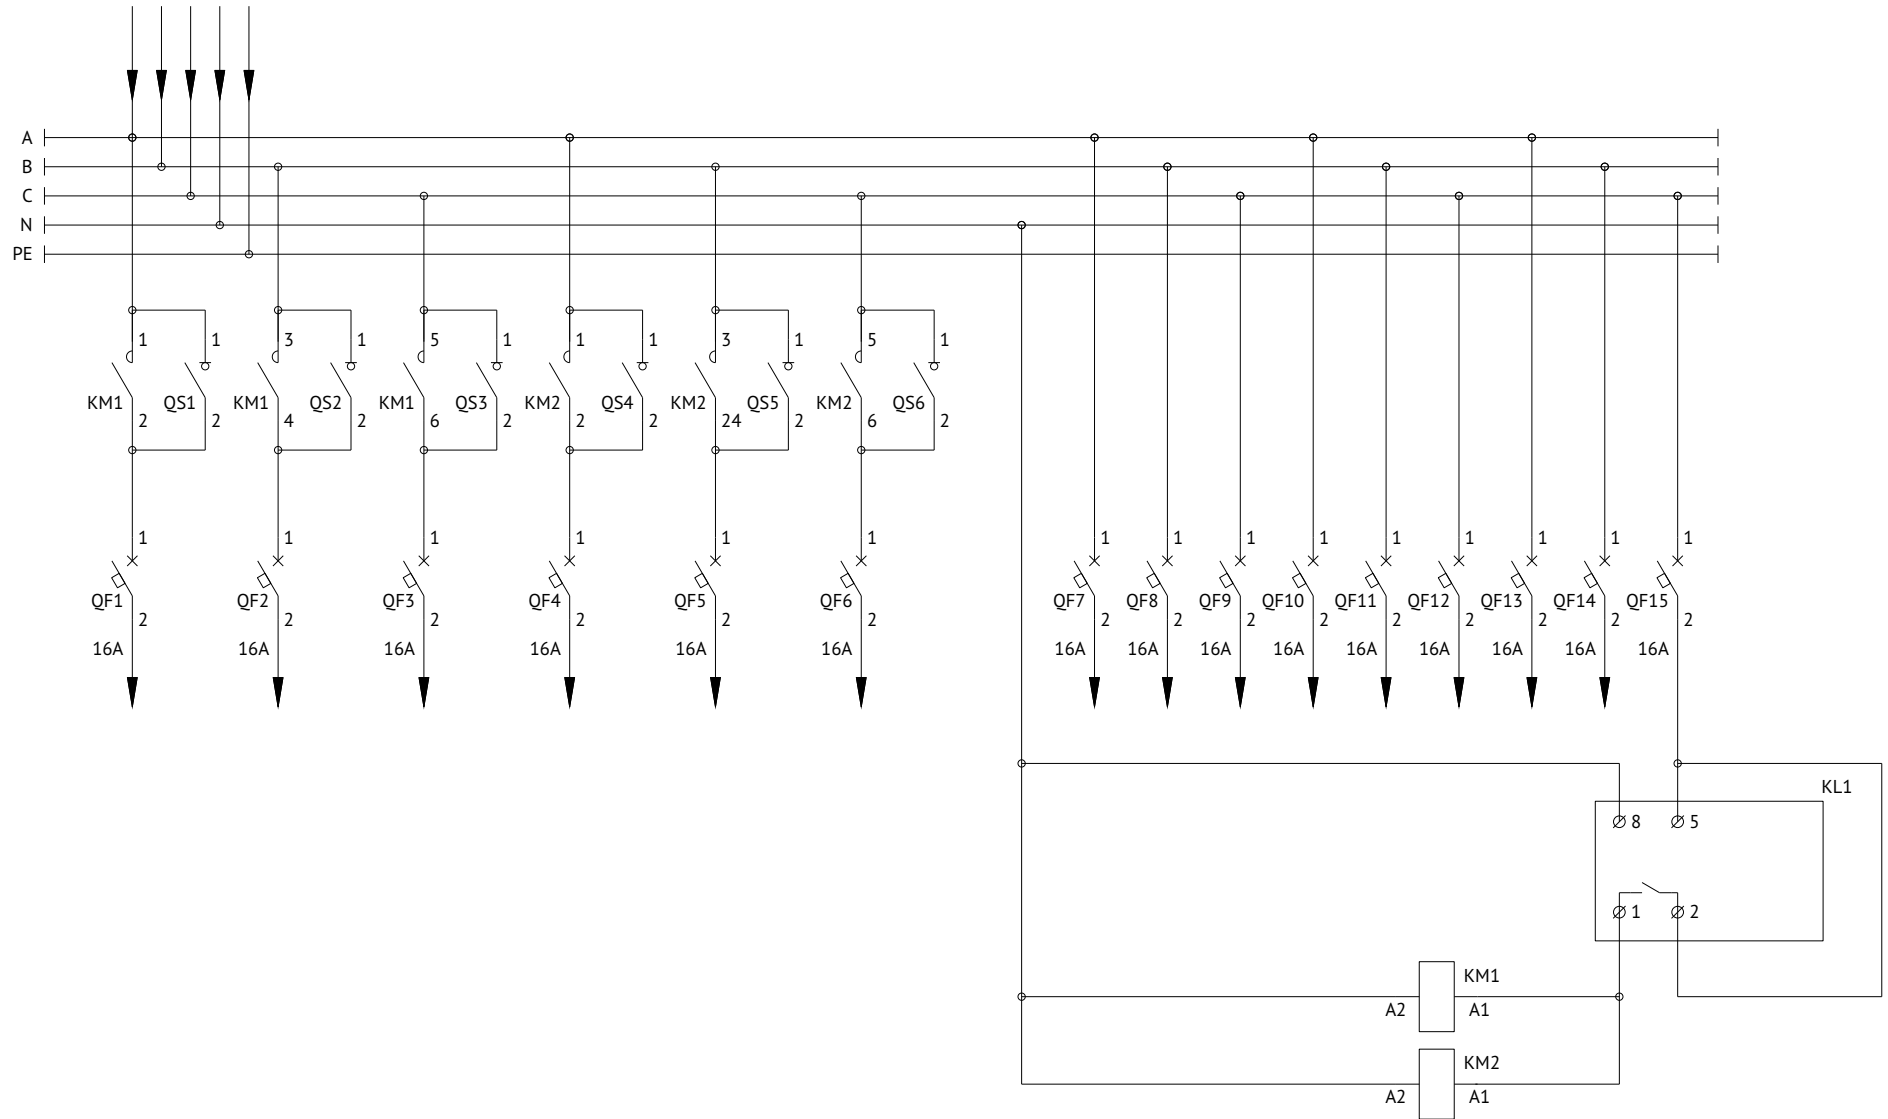 A
B
C
N
PE
1 1 3 1 5 1 1 1 3 1 5 1
KM1 QS1 KM1 QS2 KM1 QS3 KM2 QS4 KM2 QS5 KM2 QS6
2 2 4 2 6 2 2 2 24 2 6 2
1 1 1 1 1 1 1 1 1 1 1 1 1 1 1
QF1 QF2 QF3 QF4 QF5 QF6 QF7 QF8 QF9 QF10 QF11 QF12 QF13 QF14 QF15
2 2 2 2 2 2 2 2 2 2 2 2 2 2 2
16A 16A 16A 16A 16A 16A 16A 16A 16A 16A 16A 16A 16A 16A 16A
KL1
8 5
1 2
KM1
A2 A1
KM2
A2 A1